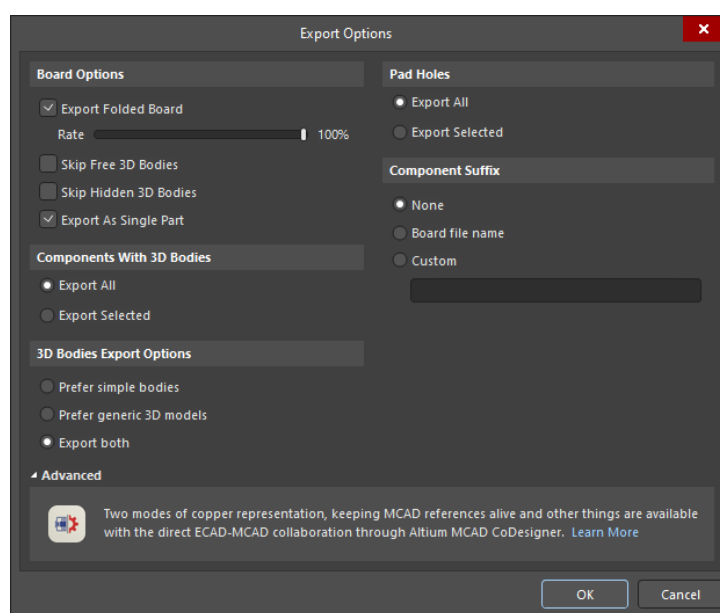 Export Options
Board Options
Export Folded Board
Rate 100%
Skip Free 3D Bodies
Skip Hidden 3D Bodies
Export As Single Part
Components With 3D Bodies
Export All
Export Selected
3D Bodies Export Options
Prefer simple bodies
Prefer generic 3D models
Export both
Pad Holes
Export All
Export Selected
Component Suffix
None
Board file name
Custom
Advanced
Two modes of copper representation, keeping MCAD references alive and other things are available
with the direct ECAD-MCAD collaboration through Altium MCAD CoDesigner. Learn More
OK Cancel